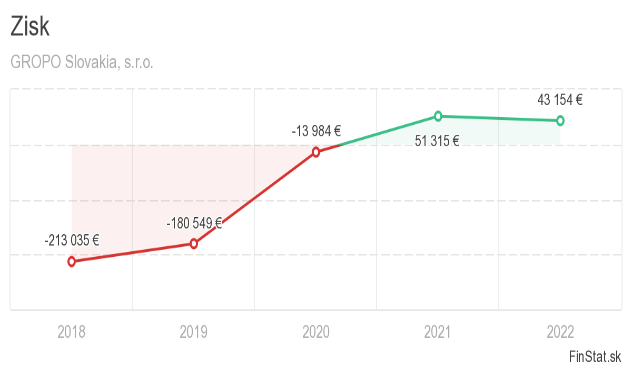 Zisk
GROPO Slovakia, s.r.o.
43 154 €
-13 984 €
51 315 €
-180 549 €
-213 035 €
2018 2019 2020 2021 2022
FinStat.sk